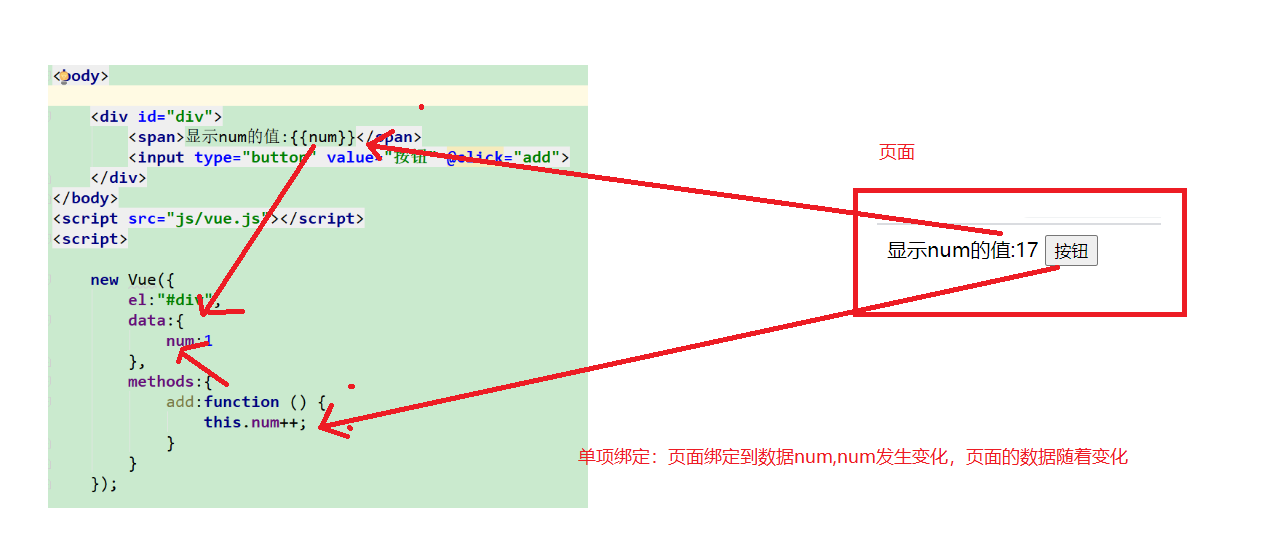 <body>
<div id="div">
<span>显示num的值:{{num}}</span>
<input type="button" value="按钮" @click="add">
</div>
</body>
<script src="js/vue.js"></script>
<script>
new Vue({
el:"#div",
data:{
num:1
},
methods:{
add:function () {
this.num++;
}
}
});
页面
显示num的值:17 按钮
单项绑定：页面绑定到数据num,num发生变化，页面的数据随着变化